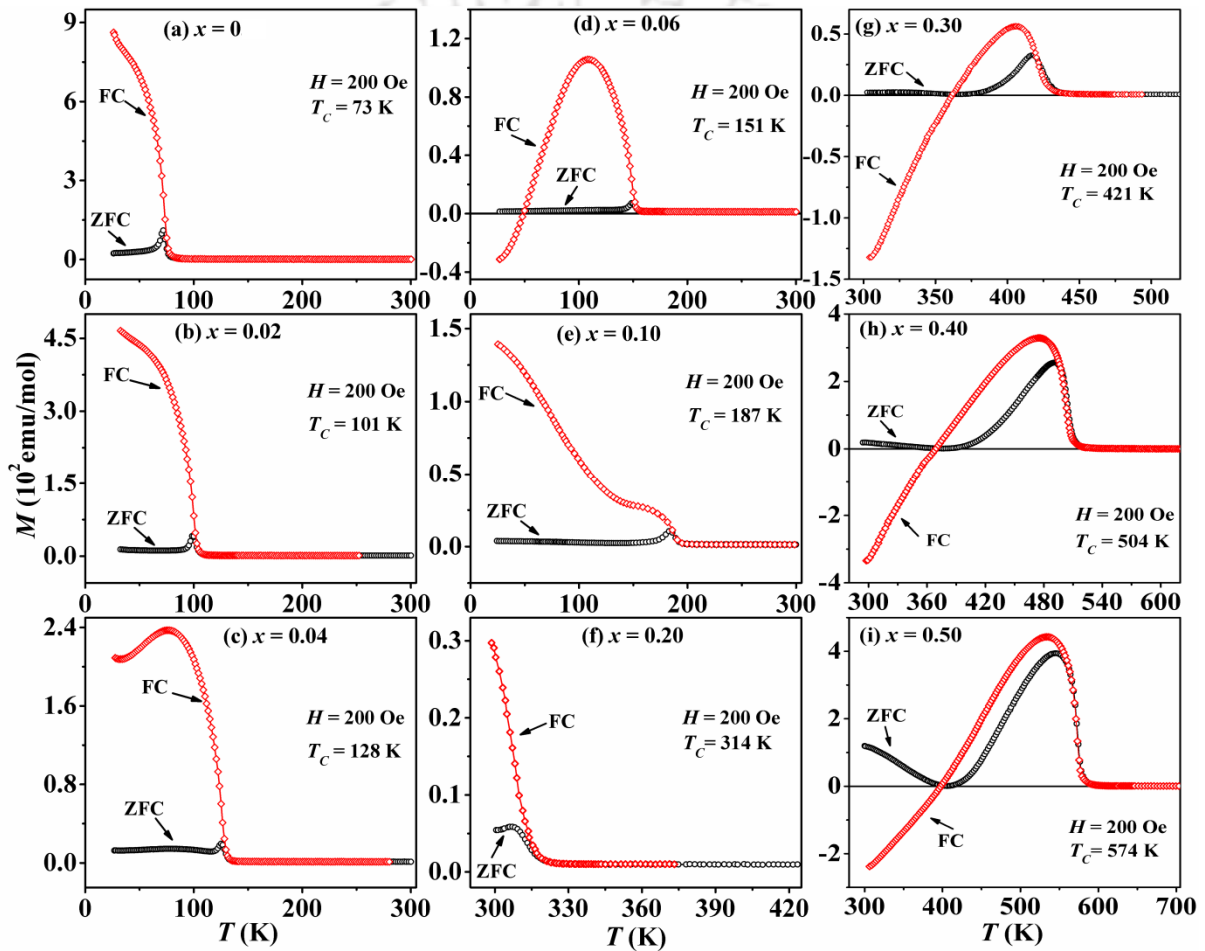 (a) x = 0
9
6
3
0
FC
ZFC
H = 200 Oe
T_C = 73 K
0 100 200 300
(d) x = 0.06
1.2
0.8
0.4
0.0
-0.4
FC
ZFC
H = 200 Oe
T_C = 151 K
0 100 200 300
(g) x = 0.30
0.5
0.0
-0.5
-1.0
-1.5
ZFC
FC
H = 200 Oe
T_C = 421 K
300 350 400 450 500
(b) x = 0.02
4.5
3.0
1.5
0.0
FC
ZFC
H = 200 Oe
T_C = 101 K
0 100 200 300
(e) x = 0.10
1.5
1.0
0.5
0.0
FC
ZFC
H = 200 Oe
T_C = 187 K
0 100 200 300
(h) x = 0.40
4
2
0
-2
-4
ZFC
FC
H = 200 Oe
T_C = 504 K
300 360 420 480 540 600
M (10²emu/mol)
(c) x = 0.04
2.4
1.6
0.8
0.0
FC
ZFC
H = 200 Oe
T_C = 128 K
0 100 200 300
T (K)
(f) x = 0.20
0.3
0.2
0.1
0.0
FC
ZFC
H = 200 Oe
T_C = 314 K
300 330 360 390 420
T (K)
(i) x = 0.50
4
2
0
-2
ZFC
FC
H = 200 Oe
T_C = 574 K
300 400 500 600 700
T (K)